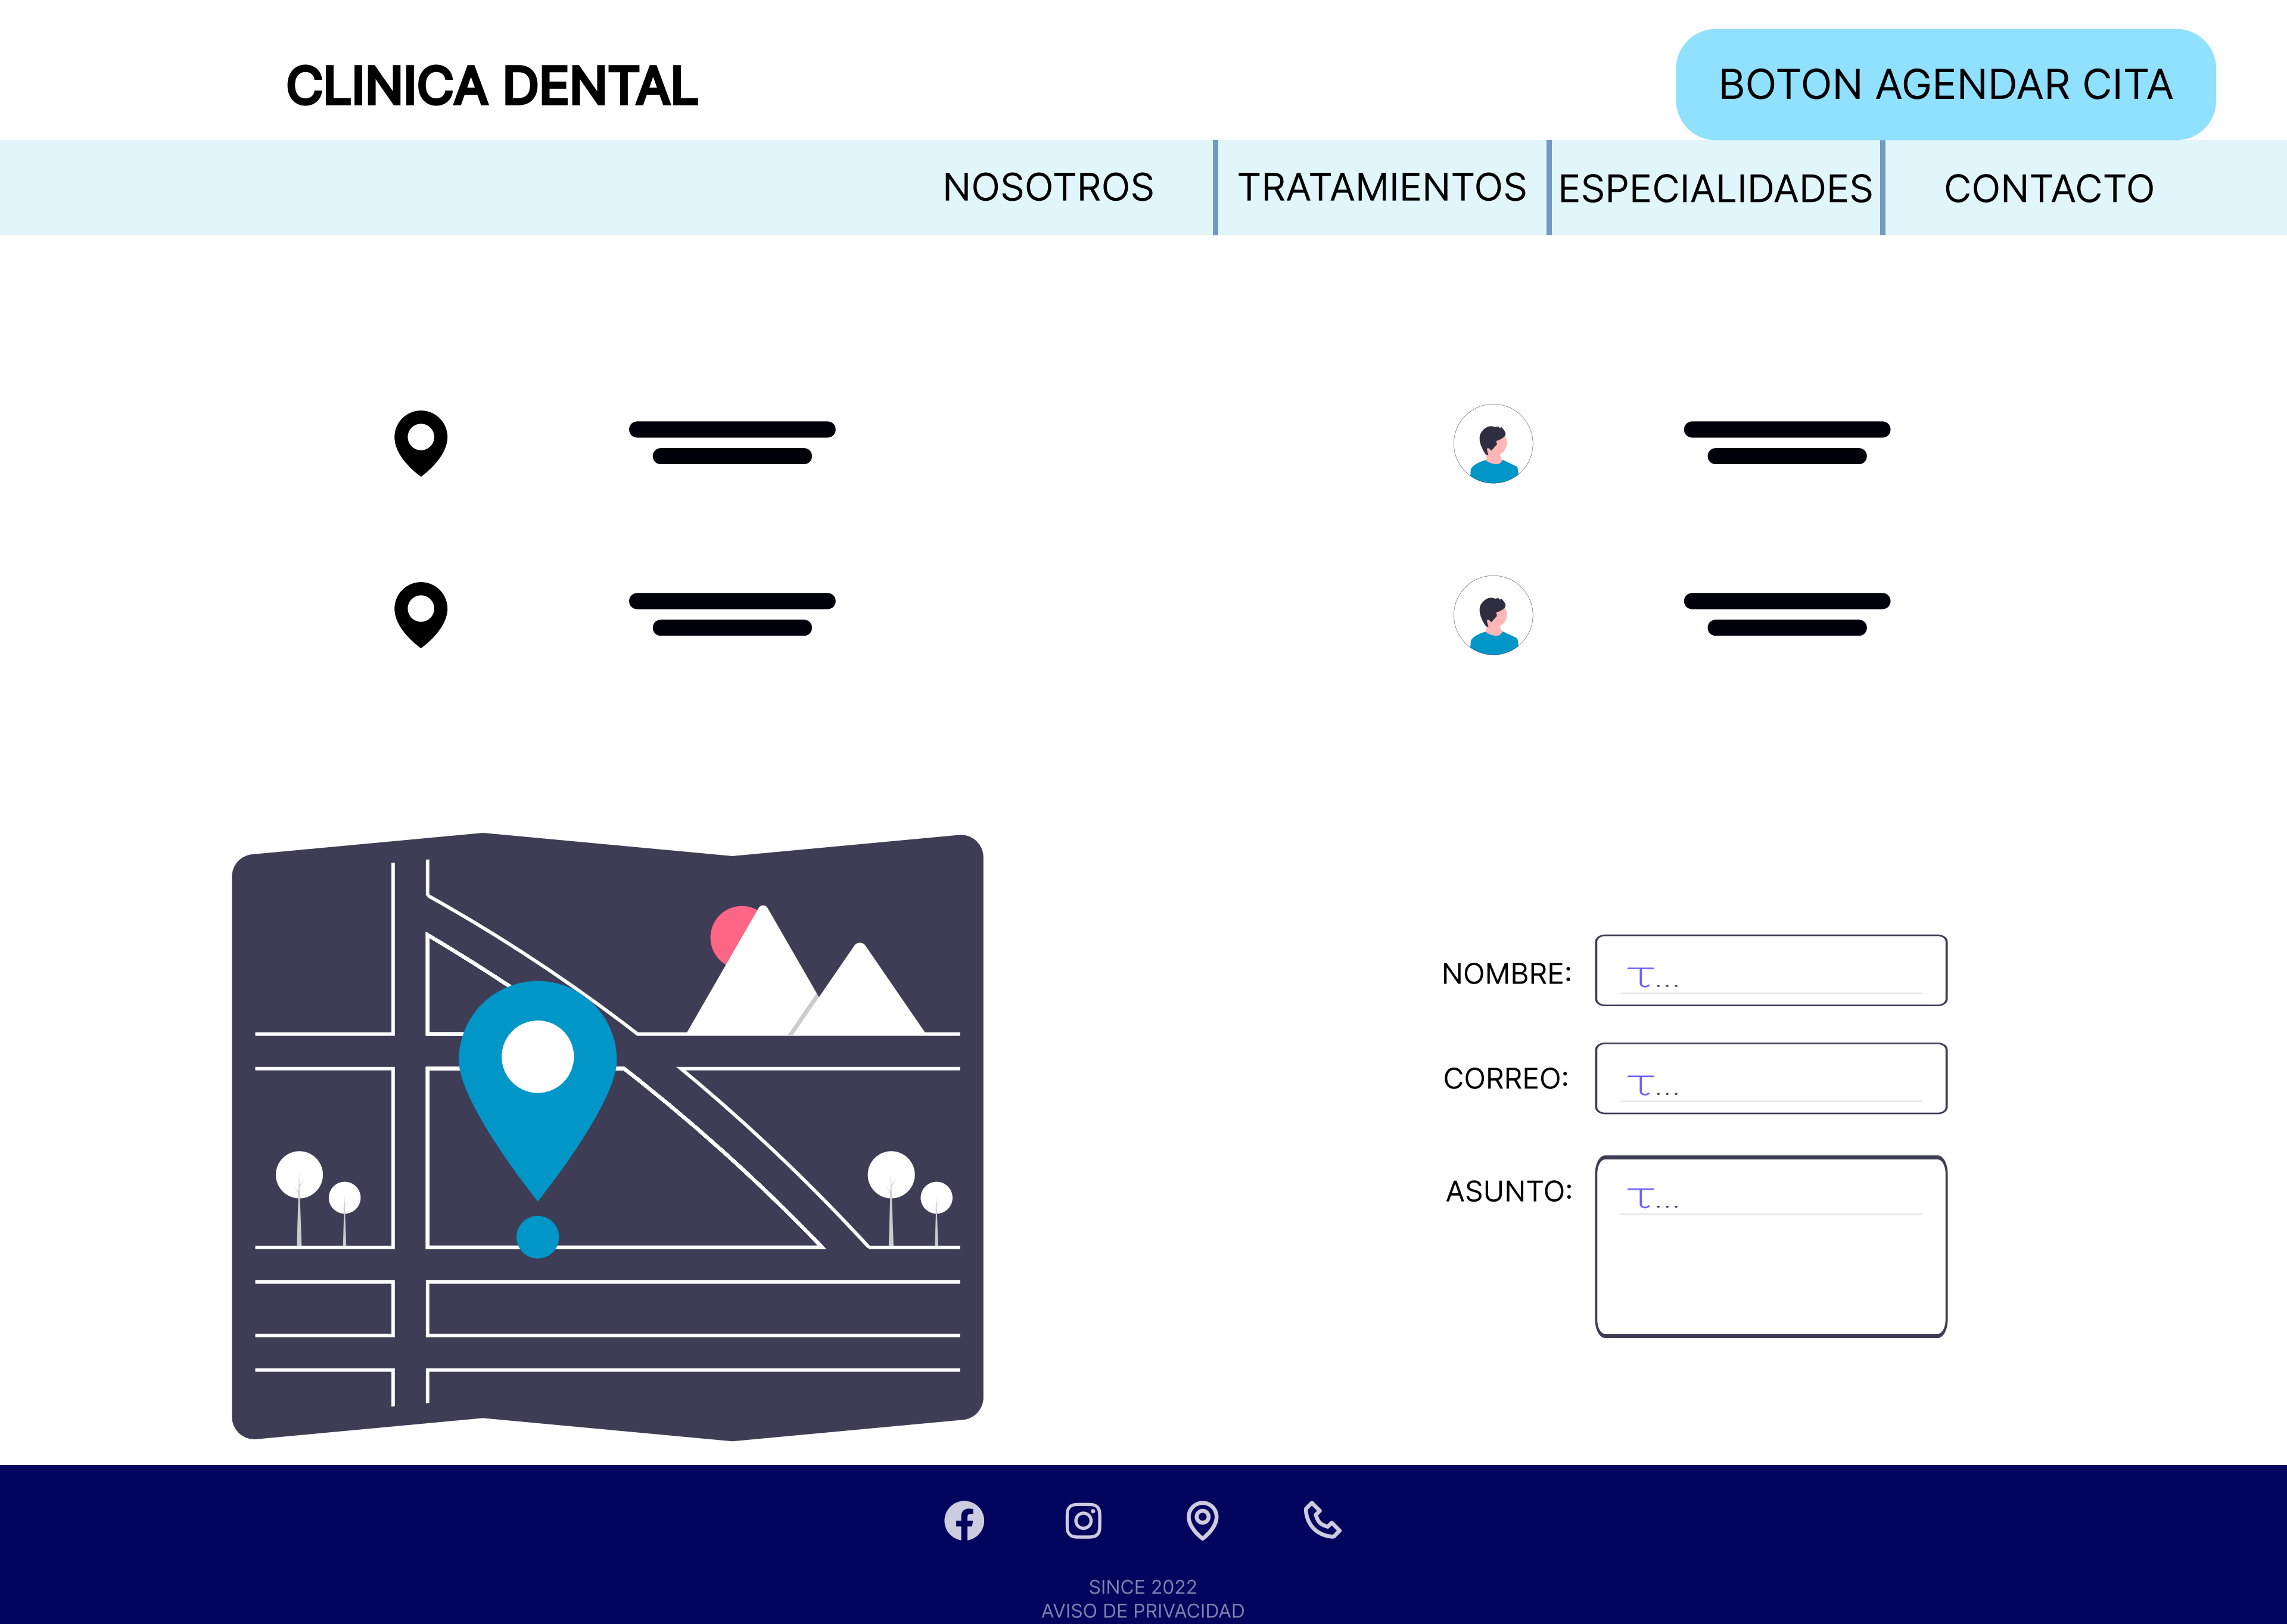 CLINICA DENTAL
BOTON AGENDAR CITA
NOSOTROS
TRATAMIENTOS
ESPECIALIDADES
CONTACTO
NOMBRE:
CORREO:
ASUNTO:
SINCE 2022
AVISO DE PRIVACIDAD